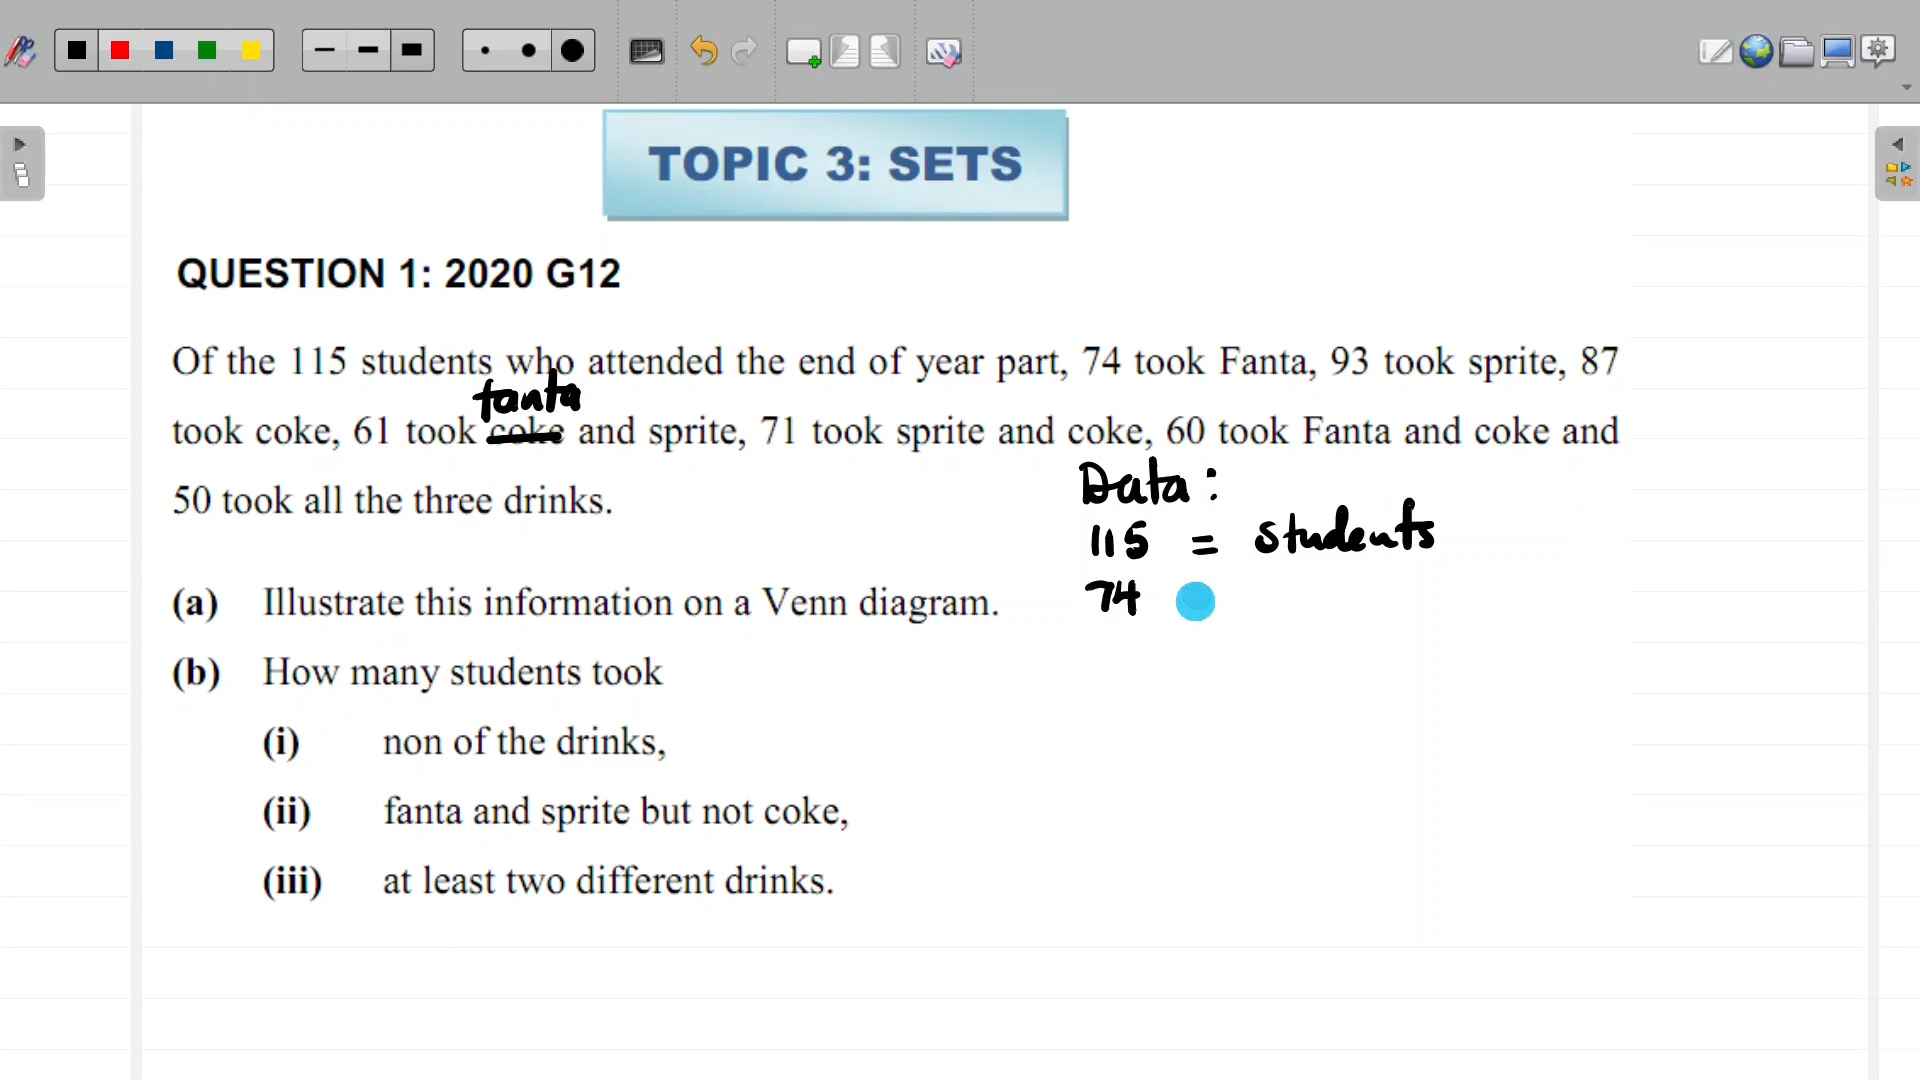 TOPIC 3: SETS
QUESTION 1: 2020 G12
Of the 115 students who attended the end of year part, 74 took Fanta, 93 took sprite, 87
fanta
took coke, 61 took coke and sprite, 71 took sprite and coke, 60 took Fanta and coke and
50 took all the three drinks.
Data:
115 = students
74
(a) Illustrate this information on a Venn diagram.
(b) How many students took
(i) non of the drinks,
(ii) fanta and sprite but not coke,
(iii) at least two different drinks.